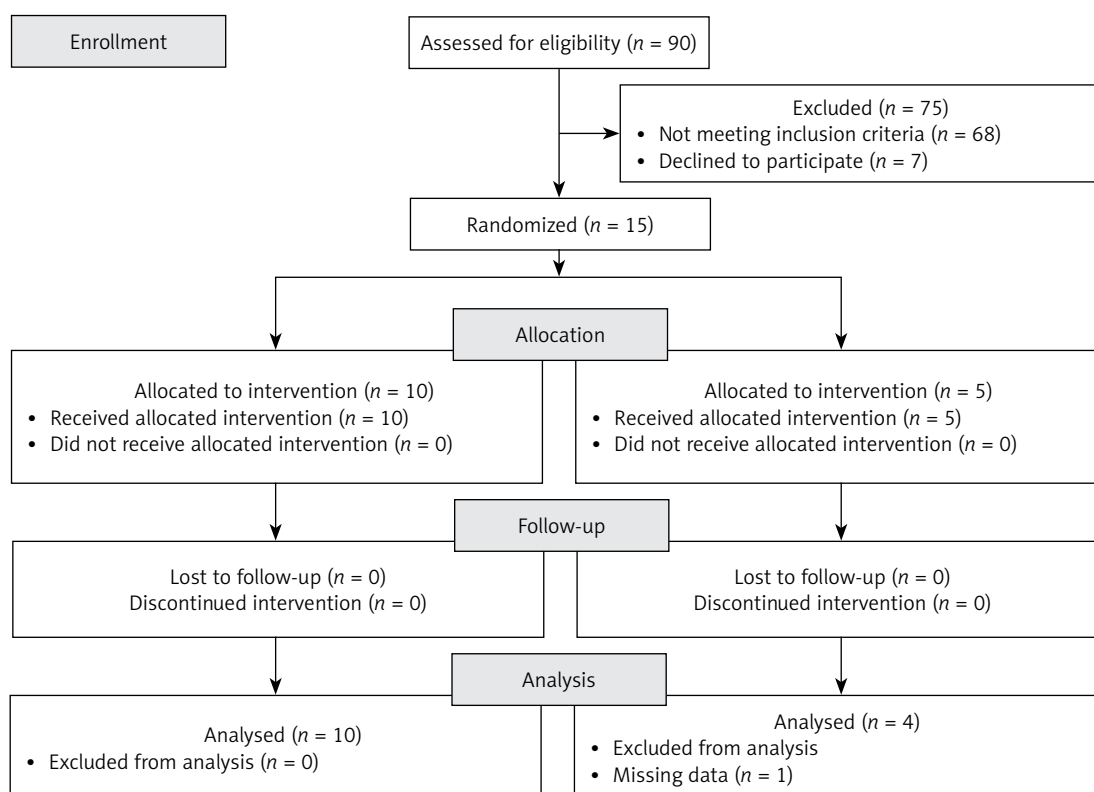 Enrollment
Assessed for eligibility (n = 90)
Excluded (n = 75)
• Not meeting inclusion criteria (n = 68)
• Declined to participate (n = 7)
Randomized (n = 15)
Allocation
Allocated to intervention (n = 10)
• Received allocated intervention (n = 10)
• Did not receive allocated intervention (n = 0)
Allocated to intervention (n = 5)
• Received allocated intervention (n = 5)
• Did not receive allocated intervention (n = 0)
Follow-up
Lost to follow-up (n = 0)
Discontinued intervention (n = 0)
Lost to follow-up (n = 0)
Discontinued intervention (n = 0)
Analysis
Analysed (n = 10)
• Excluded from analysis (n = 0)
Analysed (n = 4)
• Excluded from analysis
• Missing data (n = 1)